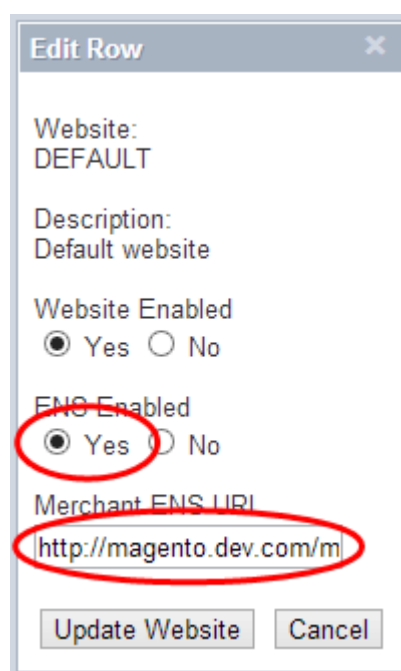 Edit Row
Website:
DEFAULT
Description:
Default website
Website Enabled
Yes No
ENS Enabled
Yes No
Merchant ENS URL
http://magento.dev.com/m
Update Website Cancel